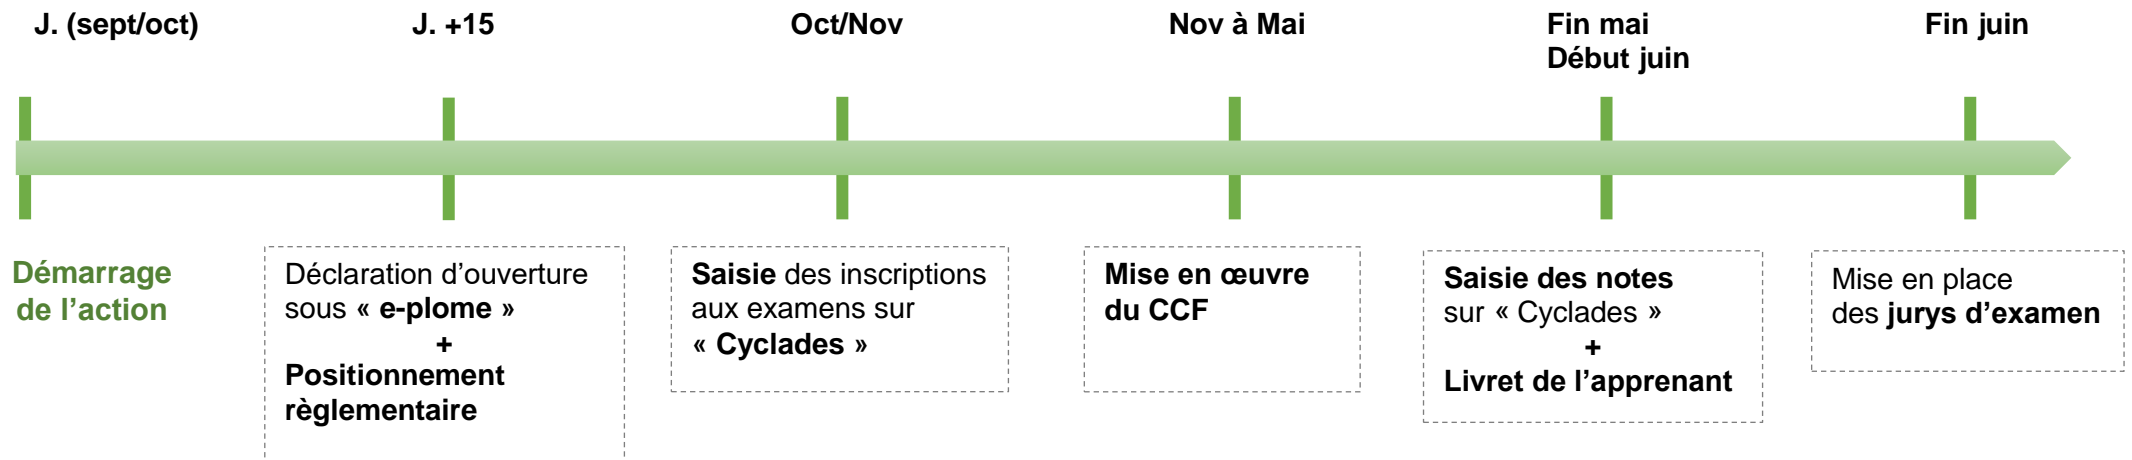 J. (sept/oct)
J. +15
Oct/Nov
Nov à Mai
Fin mai
Début juin
Fin juin
Démarrage
de l’action
Déclaration d’ouverture
sous « e-plome »
+
Positionnement
règlementaire
Saisie des inscriptions
aux examens sur
« Cyclades »
Mise en œuvre
du CCF
Saisie des notes
sur « Cyclades »
+
Livret de l’apprenant
Mise en place
des jurys d’examen